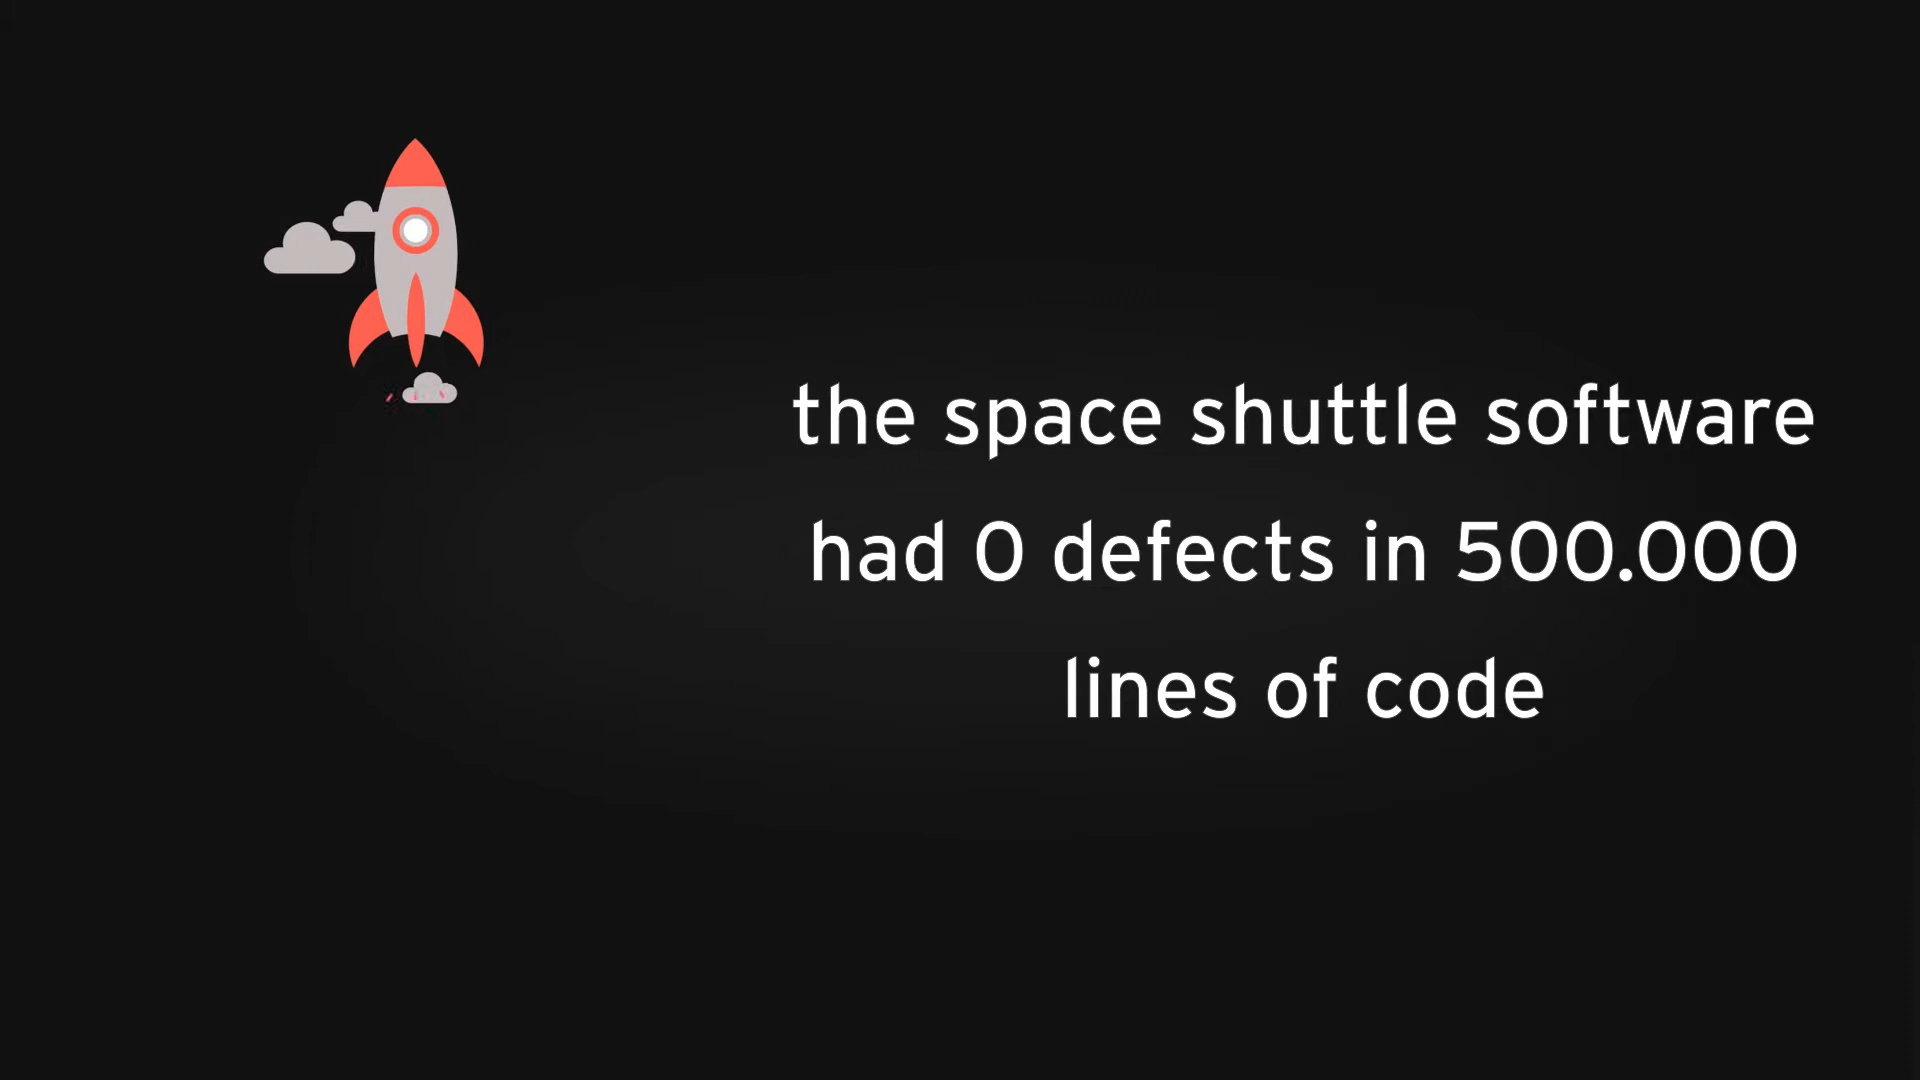 the space shuttle software
had 0 defects in 500.000
lines of code